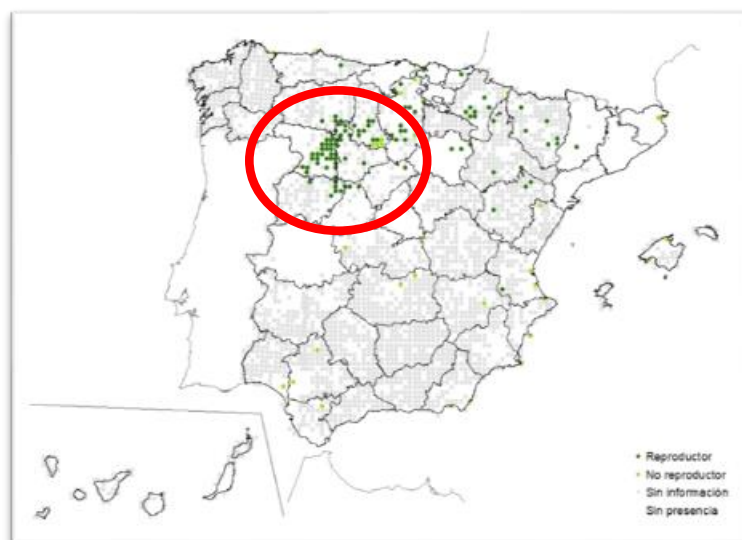 Reproductor
No reproductor
Sin información
Sin presencia